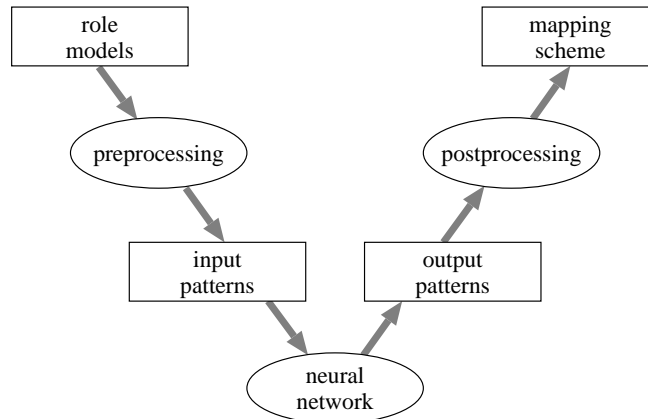 role
models
mapping
scheme
preprocessing
postprocessing
input
patterns
output
patterns
neural
network